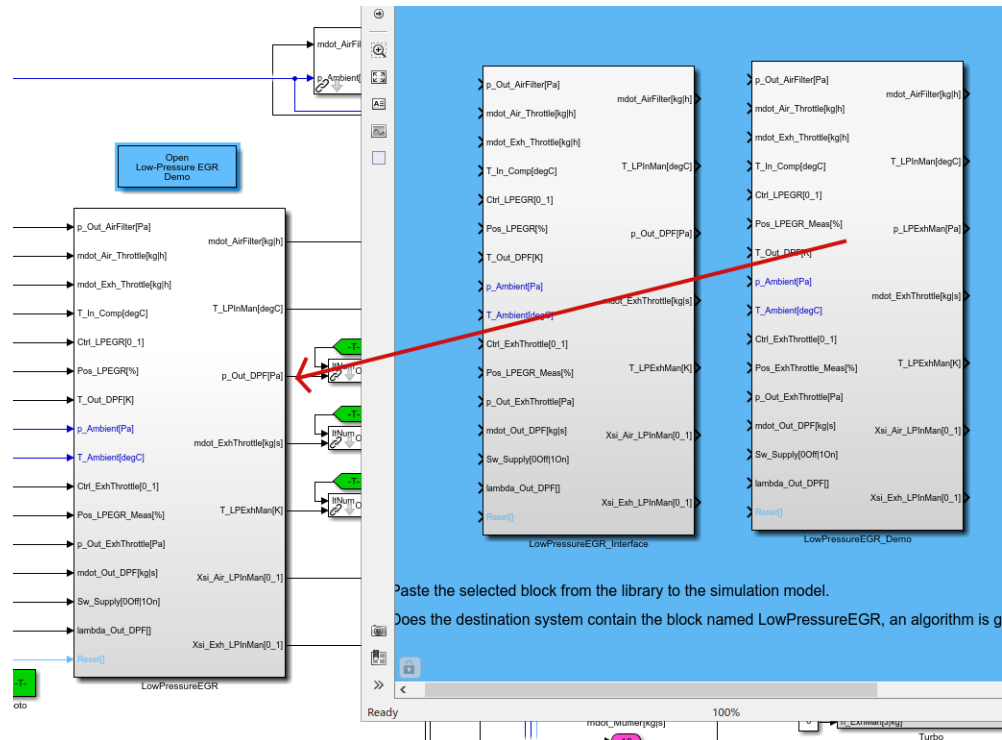 mdot_AirFil
p_Ambient[
Open
Low-Pressure EGR
Demo
p_Out_AirFilter[Pa]
mdot_Air_Throttle[kg|h]
mdot_Exh_Throttle[kg|h]
T_In_Comp[degC]
Ctrl_LPEGR[0_1]
Pos_LPEGR[%]
T_Out_DPF[K]
p_Ambient[Pa]
T_Ambient[degC]
Ctrl_ExhThrottle[0_1]
Pos_LPEGR_Meas[%]
p_Out_ExhThrottle[Pa]
mdot_Out_DPF[kg|s]
Sw_Supply[0Off|1On]
lambda_Out_DPF[]
Reset[]
mdot_AirFilter[kg|h]
T_LPInMan[degC]
p_Out_DPF[Pa]
mdot_ExhThrottle[kg|s]
T_LPExhMan[K]
Xsi_Air_LPInMan[0_1]
Xsi_Exh_LPInMan[0_1]
LowPressureEGR
-T-
oto
-T-
ItNum
O
-T-
ItNum
O
-T-
ItNum
O
p_Out_AirFilter[Pa]
mdot_Air_Throttle[kg|h]
mdot_Exh_Throttle[kg|h]
T_In_Comp[degC]
Ctrl_LPEGR[0_1]
Pos_LPEGR[%]
T_Out_DPF[K]
p_Ambient[Pa]
T_Ambient[degC]
Ctrl_ExhThrottle[0_1]
Pos_LPEGR_Meas[%]
p_Out_ExhThrottle[Pa]
mdot_Out_DPF[kg|s]
Sw_Supply[0Off|1On]
lambda_Out_DPF[]
Reset[]
mdot_AirFilter[kg|h]
T_LPInMan[degC]
p_Out_DPF[Pa]
mdot_ExhThrottle[kg|s]
T_LPExhMan[K]
Xsi_Air_LPInMan[0_1]
Xsi_Exh_LPInMan[0_1]
LowPressureEGR_Interface
p_Out_AirFilter[Pa]
mdot_Air_Throttle[kg|h]
mdot_Exh_Throttle[kg|h]
T_In_Comp[degC]
Ctrl_LPEGR[0_1]
Pos_LPEGR_Meas[%]
T_Out_DPF[K]
p_Ambient[Pa]
T_Ambient[degC]
Ctrl_ExhThrottle[0_1]
Pos_ExhThrottle_Meas[%]
p_Out_ExhThrottle[Pa]
mdot_Out_DPF[kg|s]
Sw_Supply[0Off|1On]
lambda_Out_DPF[]
Reset[]
mdot_AirFilter[kg|h]
T_LPInMan[degC]
p_LPExhMan[Pa]
mdot_ExhThrottle[kg|s]
T_LPExhMan[K]
Xsi_Air_LPInMan[0_1]
Xsi_Exh_LPInMan[0_1]
LowPressureEGR_Demo
Paste the selected block from the library to the simulation model.
Does the destination system contain the block named LowPressureEGR, an algorithm is g
Ready
100%
mdot_Muffler[kg|s]
Turbo